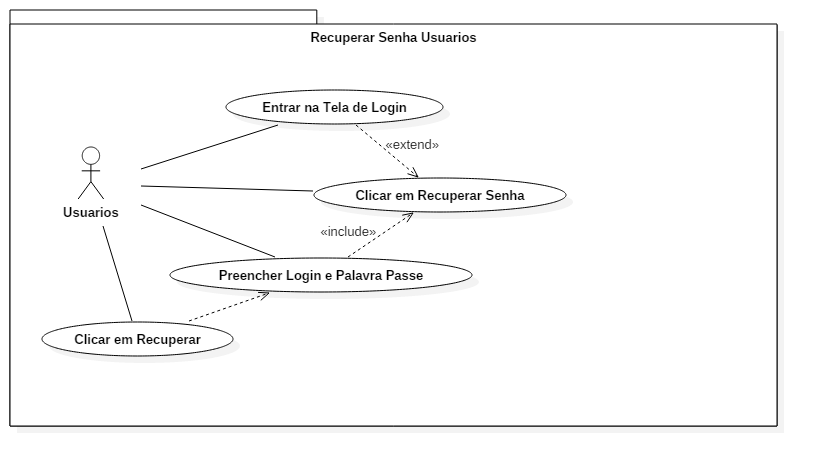 Recuperar Senha Usuarios
Entrar na Tela de Login
«extend»
Clicar em Recuperar Senha
Usuarios
«include»
Preencher Login e Palavra Passe
Clicar em Recuperar